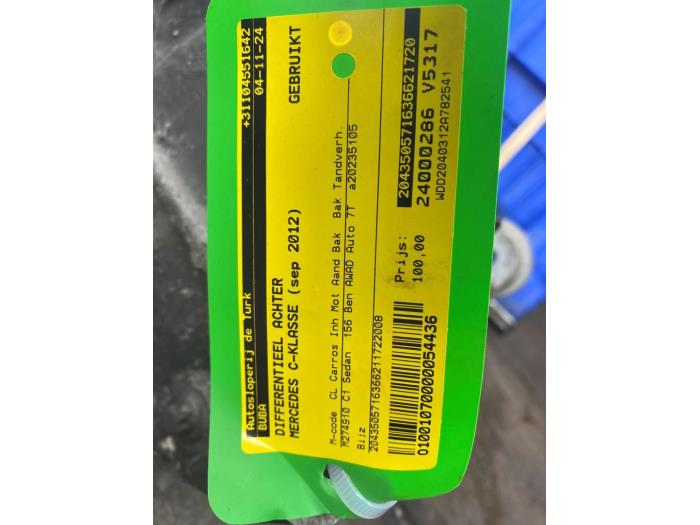 Autosloperij de Turk +31104551642
BUBA 04-11-24
DIFFERENTIEEL ACHTER GEBRUIKT
MERCEDES C-KLASSE (sep 2012)
M-code CL Carros Inh Mot Aand Bak Bak Tandverh.
M274910 C1 Sedan 156 Ben AWAD Auto 7T a20235105
Bijz
2043505716366211722008
Prijs: 204350571636621720
100,00 24000286 V5317
WDD2040312A782541
01001070000054436